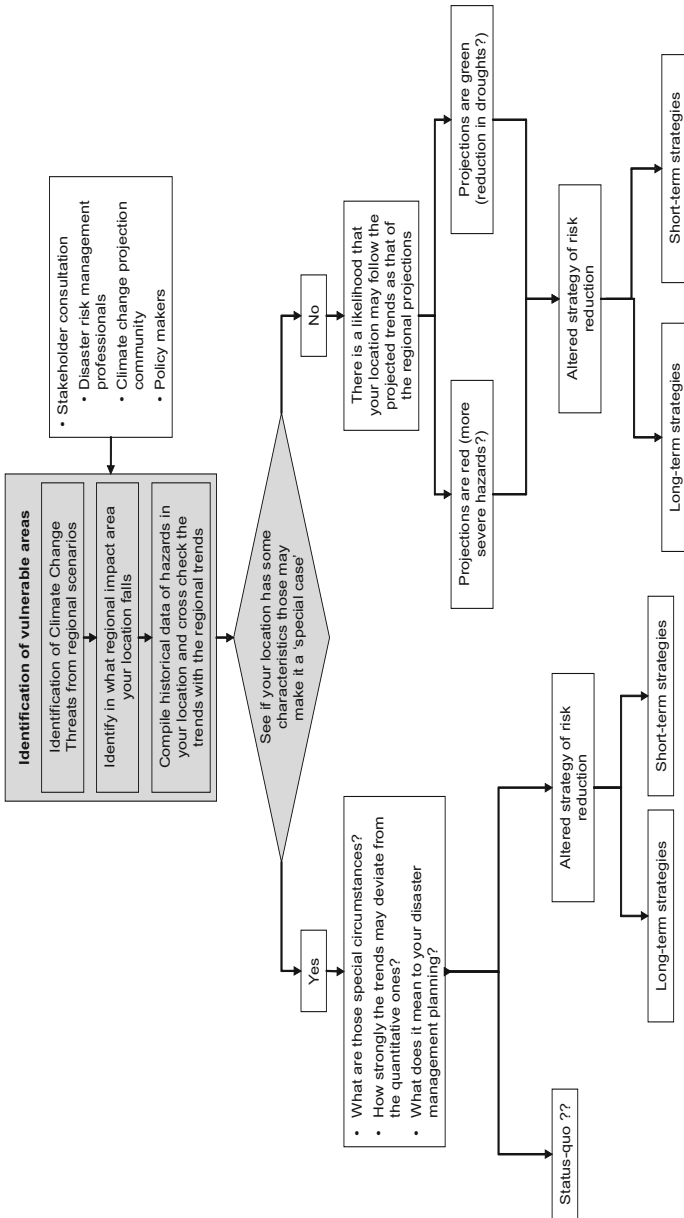 Identification of vulnerable areas
Identification of Climate Change
Threats from regional scenarios
Identify in what regional impact area
your location falls
Compile historical data of hazards in
your location and cross check the
trends with the regional trends
• Stakeholder consultation
• Disaster risk management
professionals
• Climate change projection
community
• Policy makers
See if your location has some
characteristics those may
make it a 'special case'
Yes
No
• What are those special circumstances?
• How strongly the trends may deviate from
the quantitative ones?
• What does it mean to your disaster
management planning?
There is a likelihood that
your location may follow the
projected trends as that of
the regional projections
Projections are red (more
severe hazards?)
Projections are green
(reduction in droughts?)
Status-quo ??
Altered strategy of risk
reduction
Long-term strategies
Short-term strategies
Altered strategy of risk
reduction
Long-term strategies
Short-term strategies